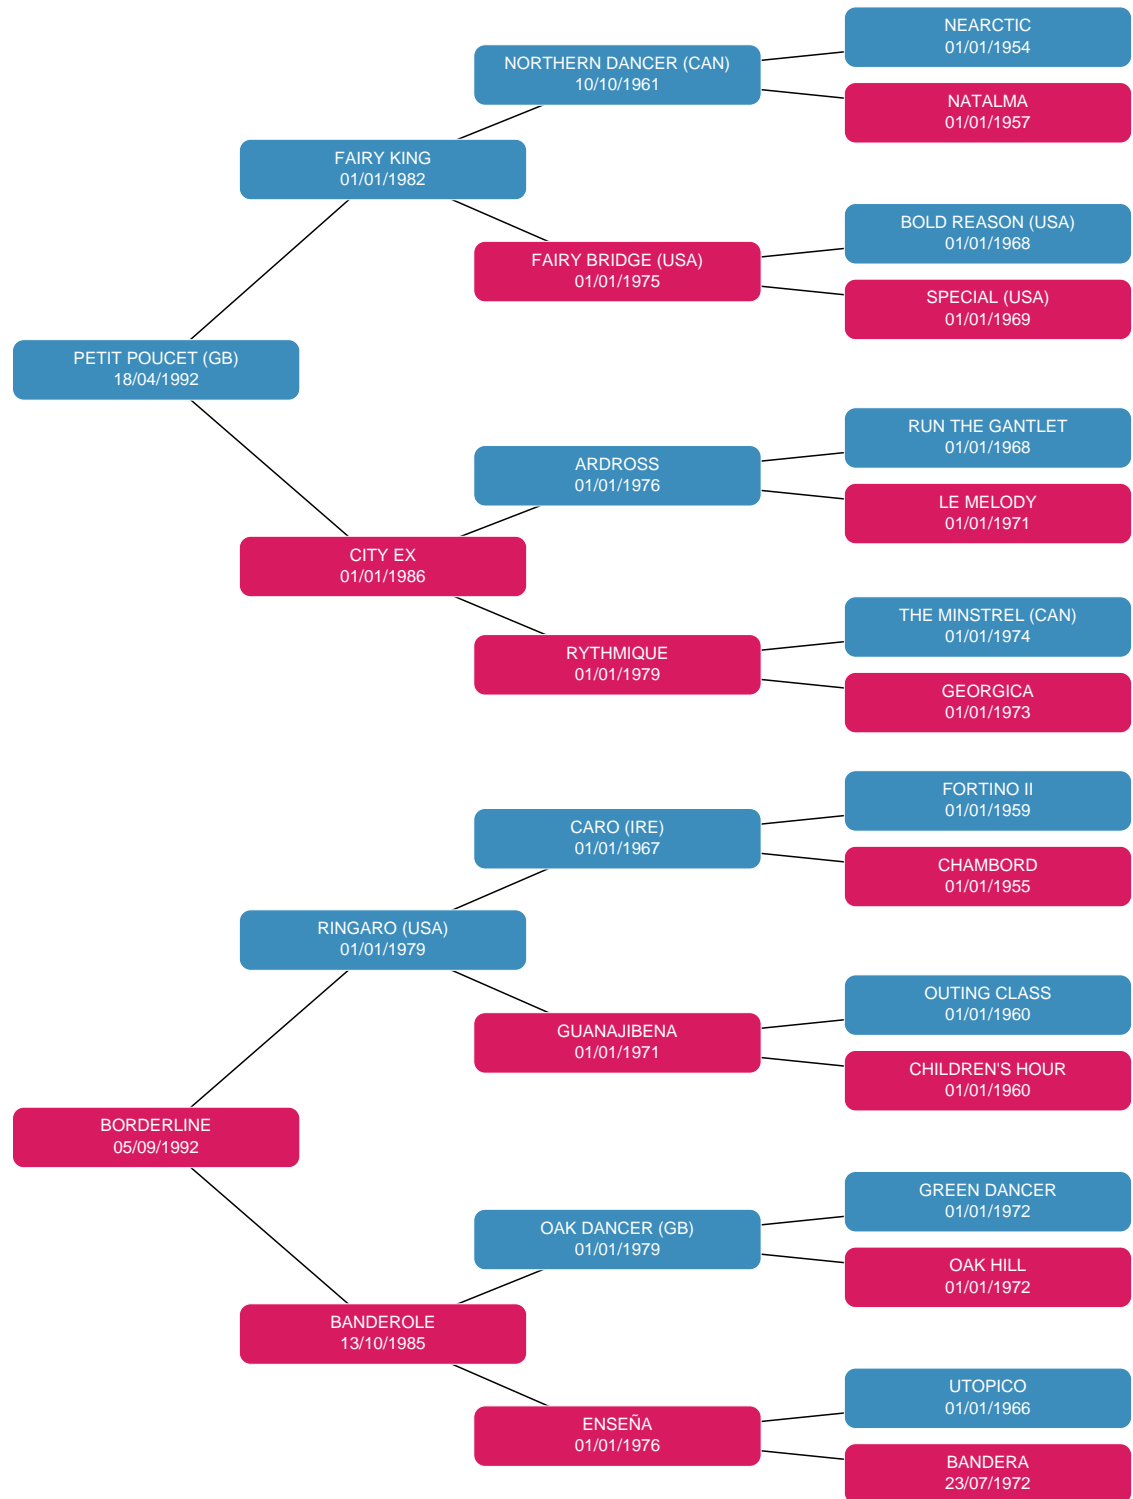 NEARCTIC
01/01/1954
NORTHERN DANCER (CAN)
10/10/1961
NATALMA
01/01/1957
FAIRY KING
01/01/1982
BOLD REASON (USA)
01/01/1968
FAIRY BRIDGE (USA)
01/01/1975
SPECIAL (USA)
01/01/1969
PETIT POUCET (GB)
18/04/1992
RUN THE GANTLET
01/01/1968
ARDROSS
01/01/1976
LE MELODY
01/01/1971
CITY EX
01/01/1986
THE MINSTREL (CAN)
01/01/1974
RYTHMIQUE
01/01/1979
GEORGICA
01/01/1973
FORTINO II
01/01/1959
CARO (IRE)
01/01/1967
CHAMBORD
01/01/1955
RINGARO (USA)
01/01/1979
OUTING CLASS
01/01/1960
GUANAJIBENA
01/01/1971
CHILDREN'S HOUR
01/01/1960
BORDERLINE
05/09/1992
GREEN DANCER
01/01/1972
OAK DANCER (GB)
01/01/1979
OAK HILL
01/01/1972
BANDEROLE
13/10/1985
UTOPICO
01/01/1966
ENSEÑA
01/01/1976
BANDERA
23/07/1972